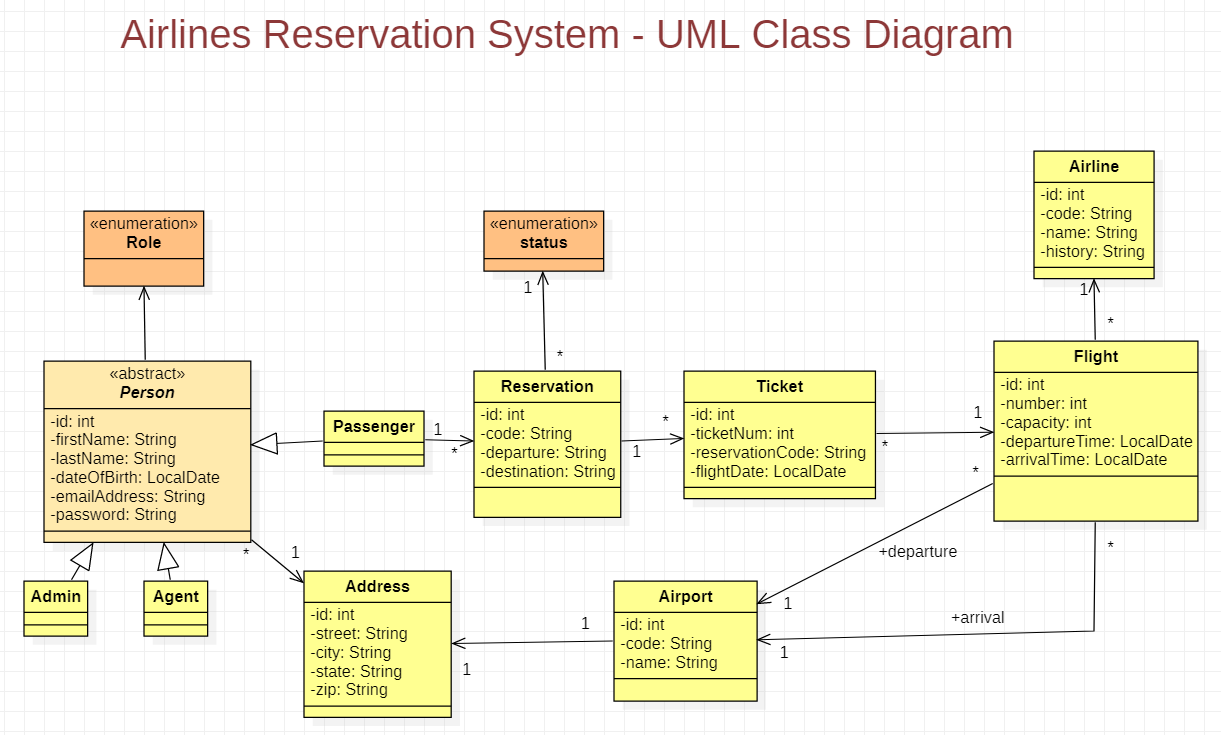 Airlines Reservation System - UML Class Diagram
Airline
-id: int
-code: String
-name: String
-history: String
«enumeration»
Role
«enumeration»
status
1
*
1
*
«abstract»
Person
-id: int
-firstName: String
-lastName: String
-dateOfBirth: LocalDate
-emailAddress: String
-password: String
Passenger
1
*
Reservation
-id: int
-code: String
-departure: String
-destination: String
1
*
Ticket
-id: int
-ticketNum: int
-reservationCode: String
-flightDate: LocalDate
*
1
Flight
-id: int
-number: int
-capacity: int
-departureTime: LocalDate
-arrivalTime: LocalDate
*
+departure
1
*
+arrival
1
Admin
Agent
*
1
Address
-id: int
-street: String
-city: String
-state: String
-zip: String
1
1
Airport
-id: int
-code: String
-name: String